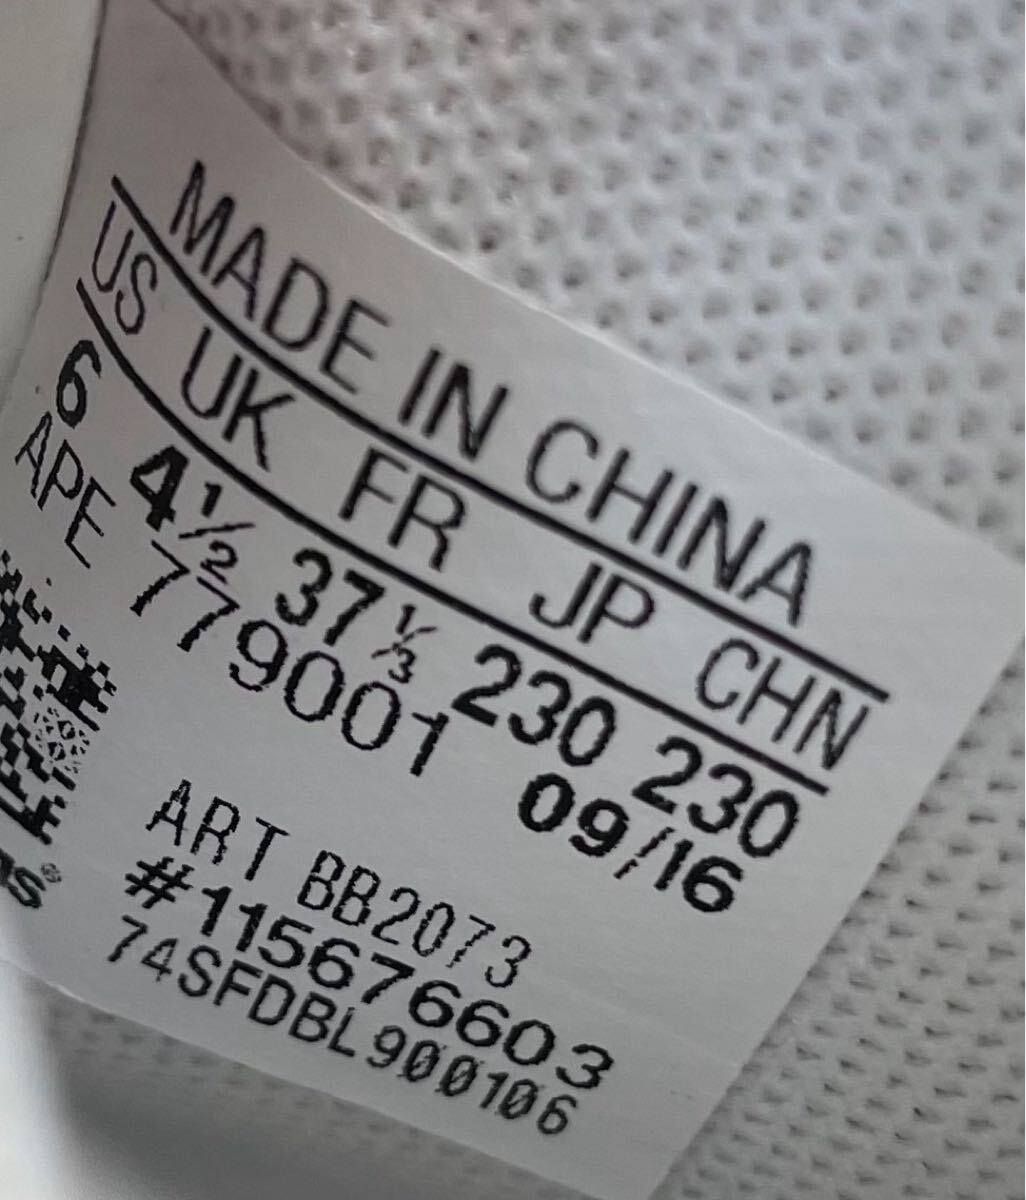 MADE IN CHINA
US UK FR JP CHN
6 4½ 37⅓ 230 230
APE 779001 09/16
ART BB2073
#115676603
74SFDBL900106